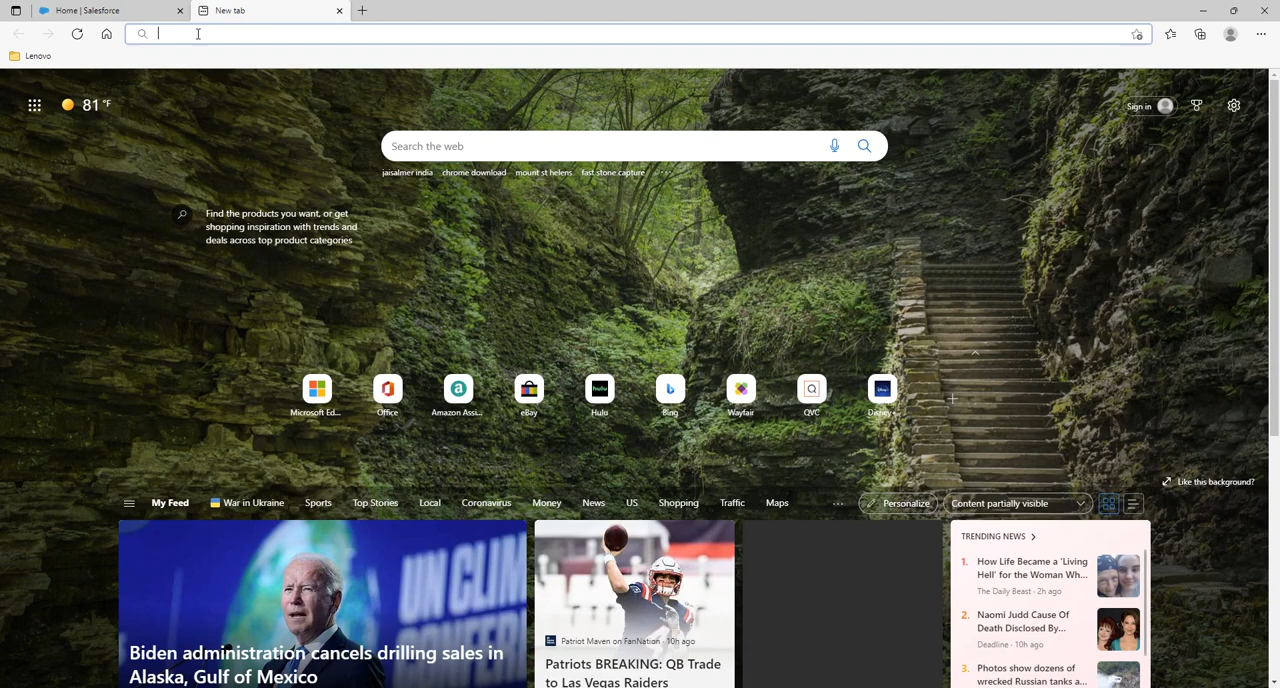 Home | Salesforce
New tab
Lenovo
81 °F
Sign in
Search the web
jaisalmer india chrome download mount st helens fast stone capture
Find the products you want, or get
shopping inspiration with trends and
deals across top product categories
Microsoft Ed... Office Amazon Assi... eBay Hulu Bing Wayfair QVC Disney+
Like this background?
My Feed War in Ukraine Sports Top Stories Local Coronavirus Money News US Shopping Traffic Maps ... Personalize Content partially visible
UN CLIM
Biden administration cancels drilling sales in
Alaska, Gulf of Mexico
Patriot Maven on FanNation · 10h ago
Patriots BREAKING: QB Trade
to Las Vegas Raiders
TRENDING NEWS
1. How Life Became a 'Living
Hell' for the Woman Wh...
The Daily Beast · 2h ago
2. Naomi Judd Cause Of
Death Disclosed By...
Deadline · 10h ago
3. Photos show dozens of
wrecked Russian tanks a...